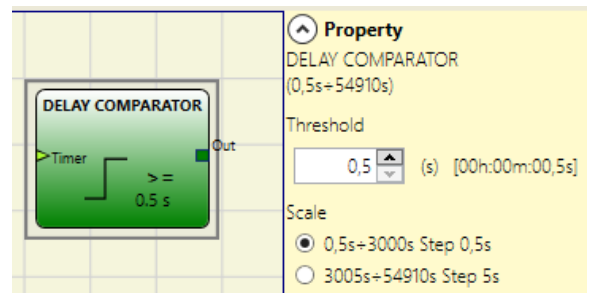 DELAY COMPARATOR
Timer
Out
>=
0.5 s
Property
DELAY COMPARATOR
(0,5s÷54910s)
Threshold
0,5 (s) [00h:00m:00,5s]
Scale
0,5s÷3000s Step 0,5s
3005s÷54910s Step 5s